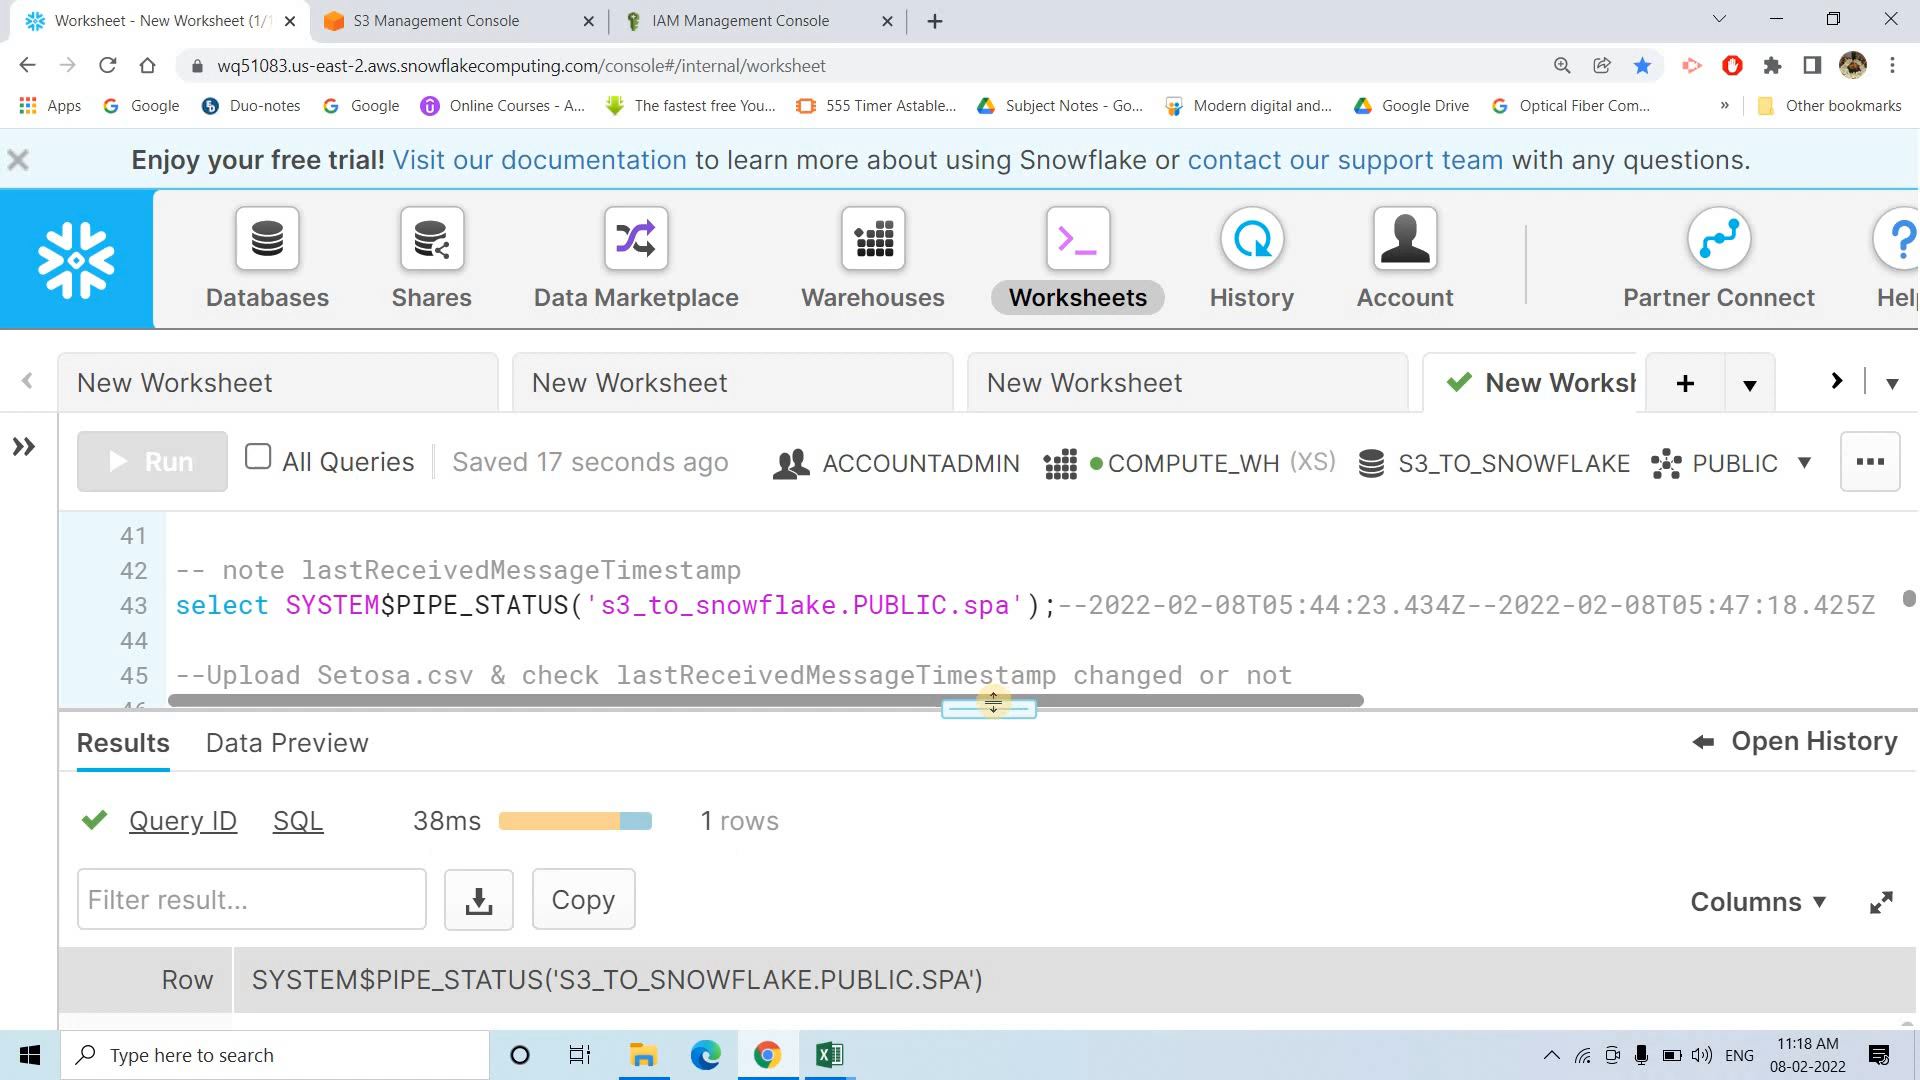 Worksheet - New Worksheet (1/1
S3 Management Console
IAM Management Console
wq51083.us-east-2.aws.snowflakecomputing.com/console#/internal/worksheet
Apps
Google
Duo-notes
Google
Online Courses - A...
The fastest free You...
555 Timer Astable...
Subject Notes - Go...
Modern digital and...
Google Drive
Optical Fiber Com...
»
Other bookmarks
Enjoy your free trial! Visit our documentation to learn more about using Snowflake or contact our support team with any questions.
Databases
Shares
Data Marketplace
Warehouses
Worksheets
History
Account
Partner Connect
Help
New Worksheet
New Worksheet
New Worksheet
New Worksh
Run
All Queries
Saved 17 seconds ago
ACCOUNTADMIN
COMPUTE_WH (XS)
S3_TO_SNOWFLAKE
PUBLIC
41
42 -- note lastReceivedMessageTimestamp
43 select SYSTEM$PIPE_STATUS('s3_to_snowflake.PUBLIC.spa');--2022-02-08T05:44:23.434Z--2022-02-08T05:47:18.425Z
44
45 --Upload Setosa.csv & check lastReceivedMessageTimestamp changed or not
46
Results
Data Preview
Open History
Query ID
SQL
38ms
1 rows
Filter result...
Copy
Columns
Row
SYSTEM$PIPE_STATUS('S3_TO_SNOWFLAKE.PUBLIC.SPA')
Type here to search
ENG
11:18 AM
08-02-2022